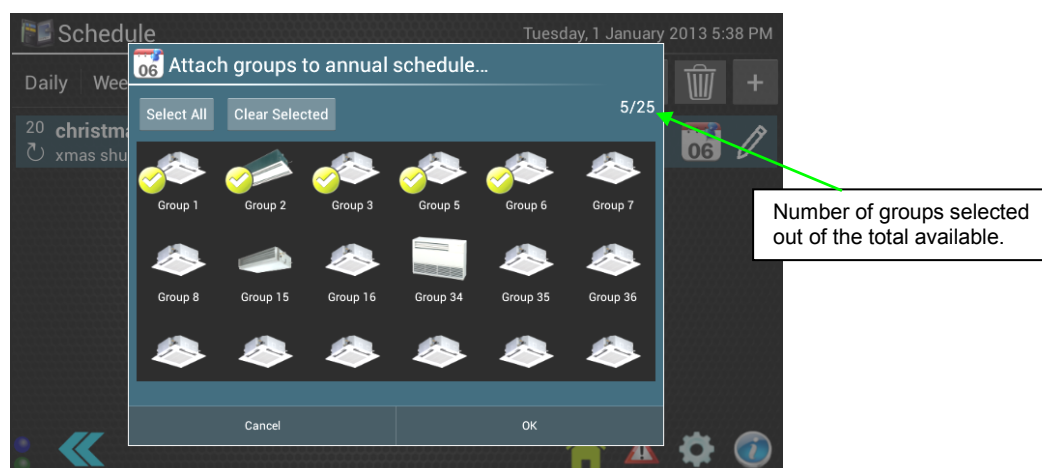 Schedule
Tuesday, 1 January 2013 5:38 PM
06 Attach groups to annual schedule...
Daily Wee
+
Select All Clear Selected
5/25
20 christma
xmas shu
06
Group 1 Group 2 Group 3 Group 5 Group 6 Group 7
Number of groups selected
out of the total available.
Group 8 Group 15 Group 16 Group 34 Group 35 Group 36
Cancel OK